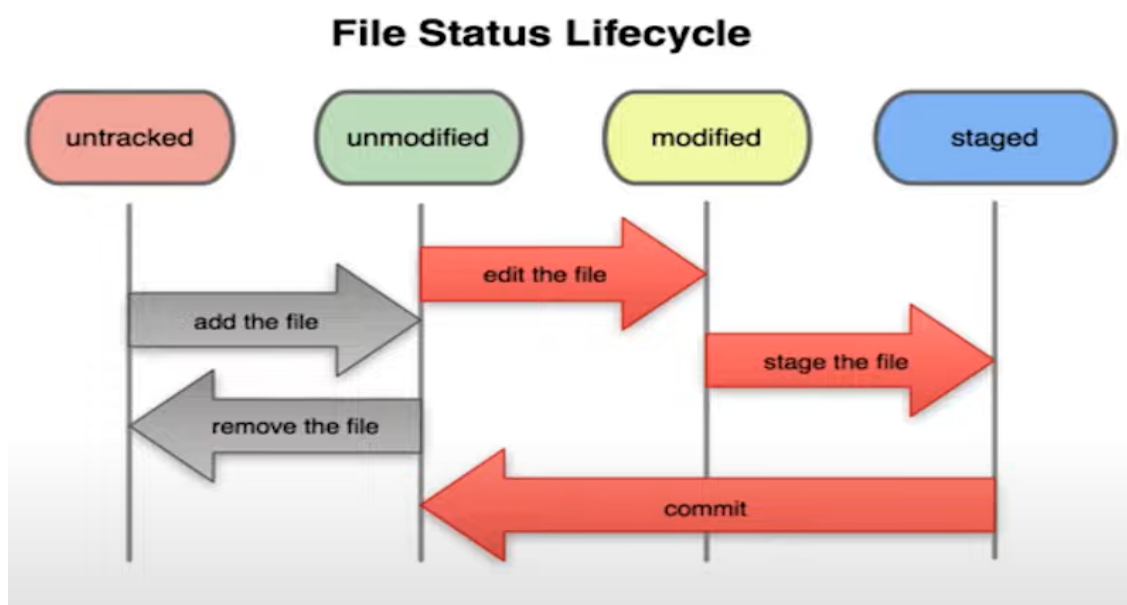 File Status Lifecycle
untracked
unmodified
modified
staged
edit the file
add the file
stage the file
remove the file
commit